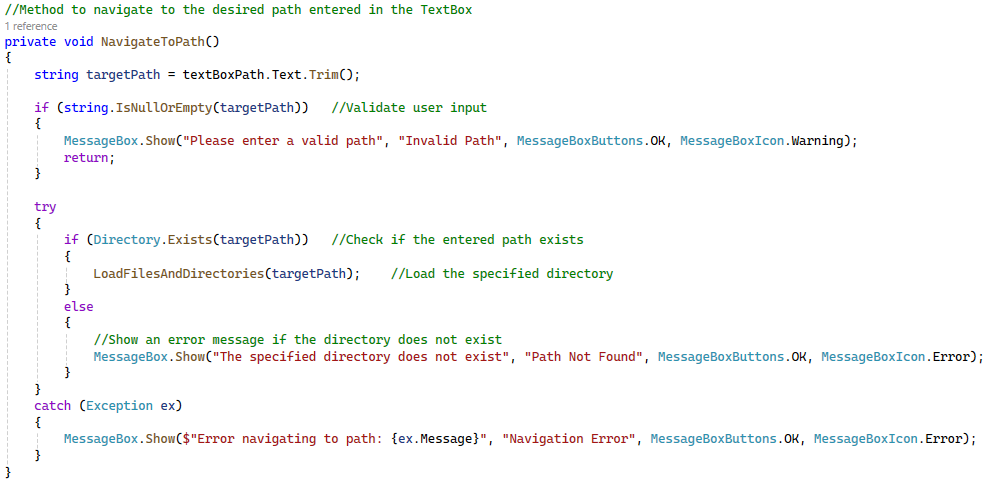 //Method to navigate to the desired path entered in the TextBox
1 reference
private void NavigateToPath()
{
    string targetPath = textBoxPath.Text.Trim();

    if (string.IsNullOrEmpty(targetPath))   //Validate user input
    {
        MessageBox.Show("Please enter a valid path", "Invalid Path", MessageBoxButtons.OK, MessageBoxIcon.Warning);
        return;
    }

    try
    {
        if (Directory.Exists(targetPath))   //Check if the entered path exists
        {
            LoadFilesAndDirectories(targetPath);    //Load the specified directory
        }
        else
        {
            //Show an error message if the directory does not exist
            MessageBox.Show("The specified directory does not exist", "Path Not Found", MessageBoxButtons.OK, MessageBoxIcon.Error);
        }
    }
    catch (Exception ex)
    {
        MessageBox.Show($"Error navigating to path: {ex.Message}", "Navigation Error", MessageBoxButtons.OK, MessageBoxIcon.Error);
    }
}